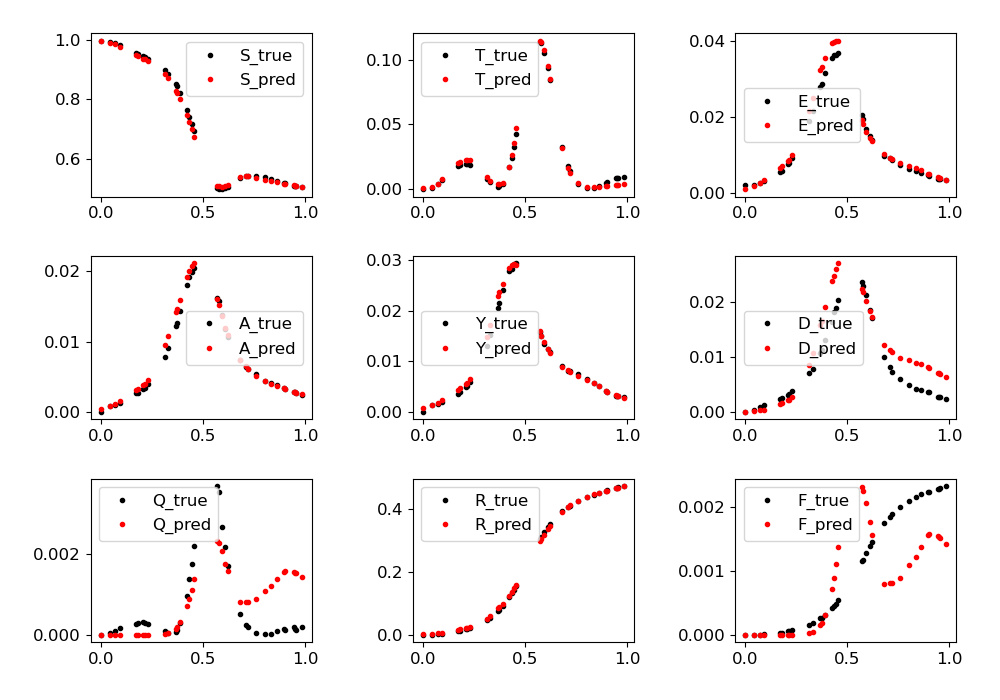 1.0
0.8
0.6
0.0 0.5 1.0
S_true
S_pred
0.10
0.05
0.00
0.0 0.5 1.0
T_true
T_pred
0.04
0.02
0.00
0.0 0.5 1.0
E_true
E_pred
0.02
0.01
0.00
0.0 0.5 1.0
A_true
A_pred
0.03
0.02
0.01
0.00
0.0 0.5 1.0
Y_true
Y_pred
0.02
0.01
0.00
0.0 0.5 1.0
D_true
D_pred
0.002
0.000
0.0 0.5 1.0
Q_true
Q_pred
0.4
0.2
0.0
0.0 0.5 1.0
R_true
R_pred
0.002
0.001
0.000
0.0 0.5 1.0
F_true
F_pred